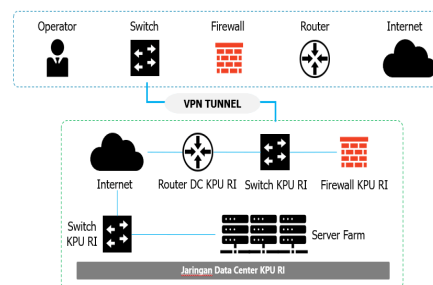 Operator
Switch
Firewall
Router
Internet
VPN TUNNEL
Internet
Router DC KPU RI
Switch KPU RI
Firewall KPU RI
Switch
KPU RI
Server Farm
Jaringan Data Center KPU RI